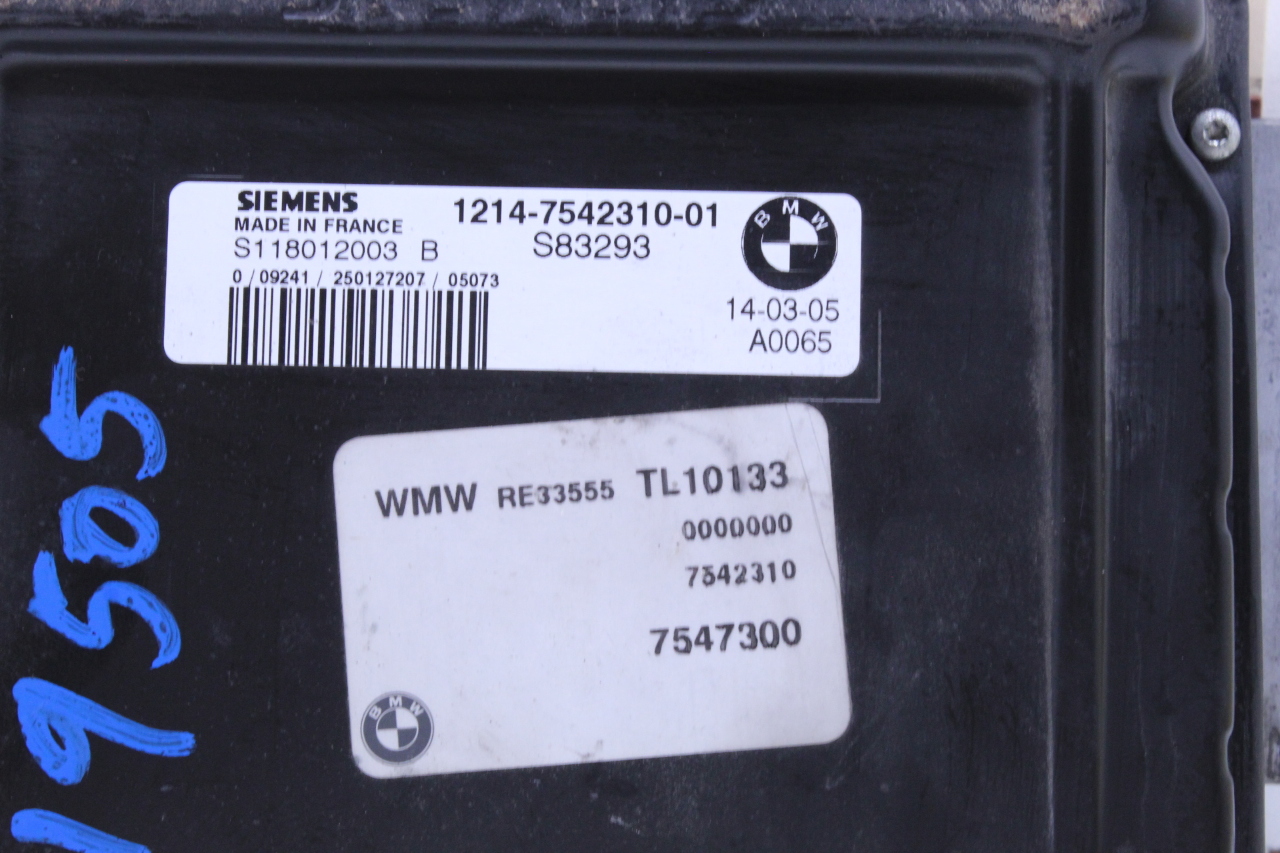 SIEMENS
MADE IN FRANCE
S118012003 B
0 / 09241 / 250127207 / 05073
1214-7542310-01
S83293
BMW
14-03-05
A0065
WMW RE33555 TL10133
0000000
7542310
7547300
BMW
19505